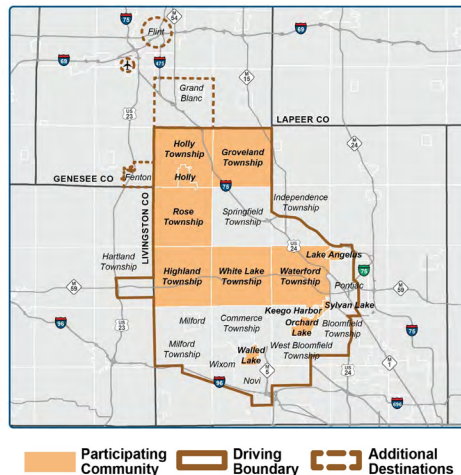 75
M
54
Flint
69
69
475
M
15
Grand
Blanc
US
23
LAPEER CO
M
24
Holly
Township
Groveland
Township
Holly
GENESEE CO
Fenton
LIVINGSTON CO
75
Rose
Township
Springfield
Township
Independence
Township
US
24
Hartland
Township
Lake Angelus
75
Highland
Township
White Lake
Township
Waterford
Township
Pontiac
M
59
M
59
Sylvan Lake
Keego Harbor
Orchard
Lake
Milford
Commerce
Township
Bloomfield
Township
96
US
23
75
Milford
Township
Walled
Lake
West Bloomfield
Township
Wixom
M
5
Novi
96
US
24
M
1
696
Participating
Community
Driving
Boundary
Additional
Destinations